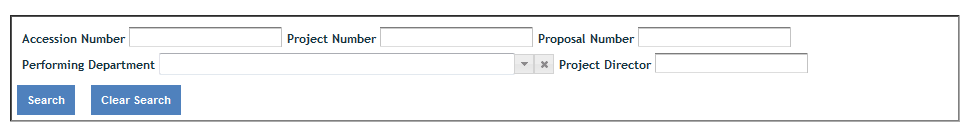 Accession Number Project Number Proposal Number
Performing Department Project Director
Search Clear Search